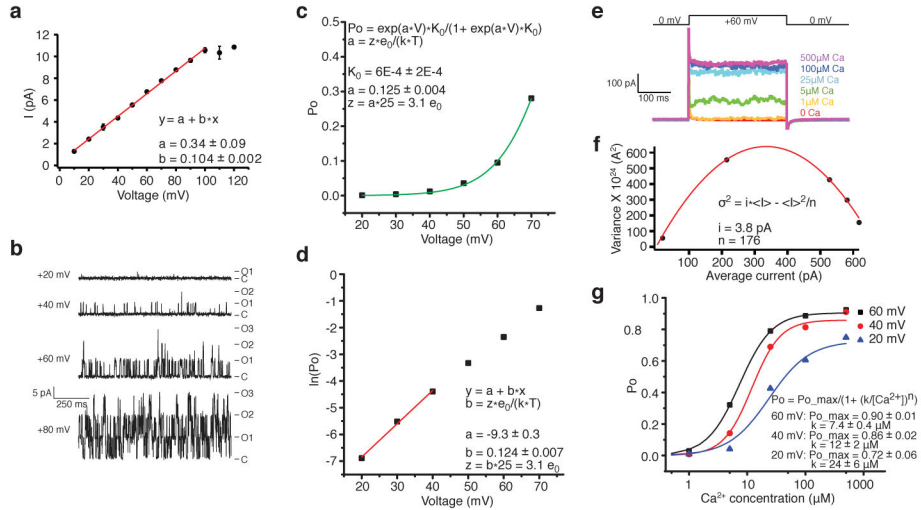 a
I (pA)
12
10
8
6
4
2
0
0
20
40
60
80
100
120
Voltage (mV)
y = a + b*x
a = 0.34 ± 0.09
b = 0.104 ± 0.002
b
+20 mV
O1
C
+40 mV
O2
O1
C
+60 mV
O3
O2
O1
C
5 pA
250 ms
+80 mV
O3
O2
O1
C
c
Po
0.5
0.4
0.3
0.2
0.1
0.0
20
30
40
50
60
70
Voltage (mV)
Po = exp(a*V)*K₀/(1+ exp(a*V)*K₀)
a = z*e₀/(k*T)
K₀ = 6E-4 ± 2E-4
a = 0.125 ± 0.004
z = a*25 = 3.1 e₀
d
ln(Po)
0
-1
-2
-3
-4
-5
-6
-7
20
30
40
50
60
70
Voltage (mV)
y = a + b*x
b = z*e₀/(k*T)
a = -9.3 ± 0.3
b = 0.124 ± 0.007
z = b*25 = 3.1 e₀
e
0 mV
+60 mV
0 mV
100 pA
100 ms
500µM Ca
100µM Ca
25µM Ca
5µM Ca
1µM Ca
0 Ca
f
Variance X 10²⁴ (A²)
600
500
400
300
200
100
0
100
200
300
400
500
600
Average current (pA)
σ² = i*<I> - <I>²/n
i = 3.8 pA
n = 176
g
Po
1.0
0.8
0.6
0.4
0.2
0.0
1
10
100
1000
Ca²⁺ concentration (µM)
60 mV
40 mV
20 mV
Po = Po_max/(1+ (k/[Ca²⁺])ⁿ)
60 mV: Po_max = 0.90 ± 0.01
k = 7.4 ± 0.4 µM
40 mV: Po_max = 0.86 ± 0.02
k = 12 ± 2 µM
20 mV: Po_max = 0.72 ± 0.06
k = 24 ± 6 µM